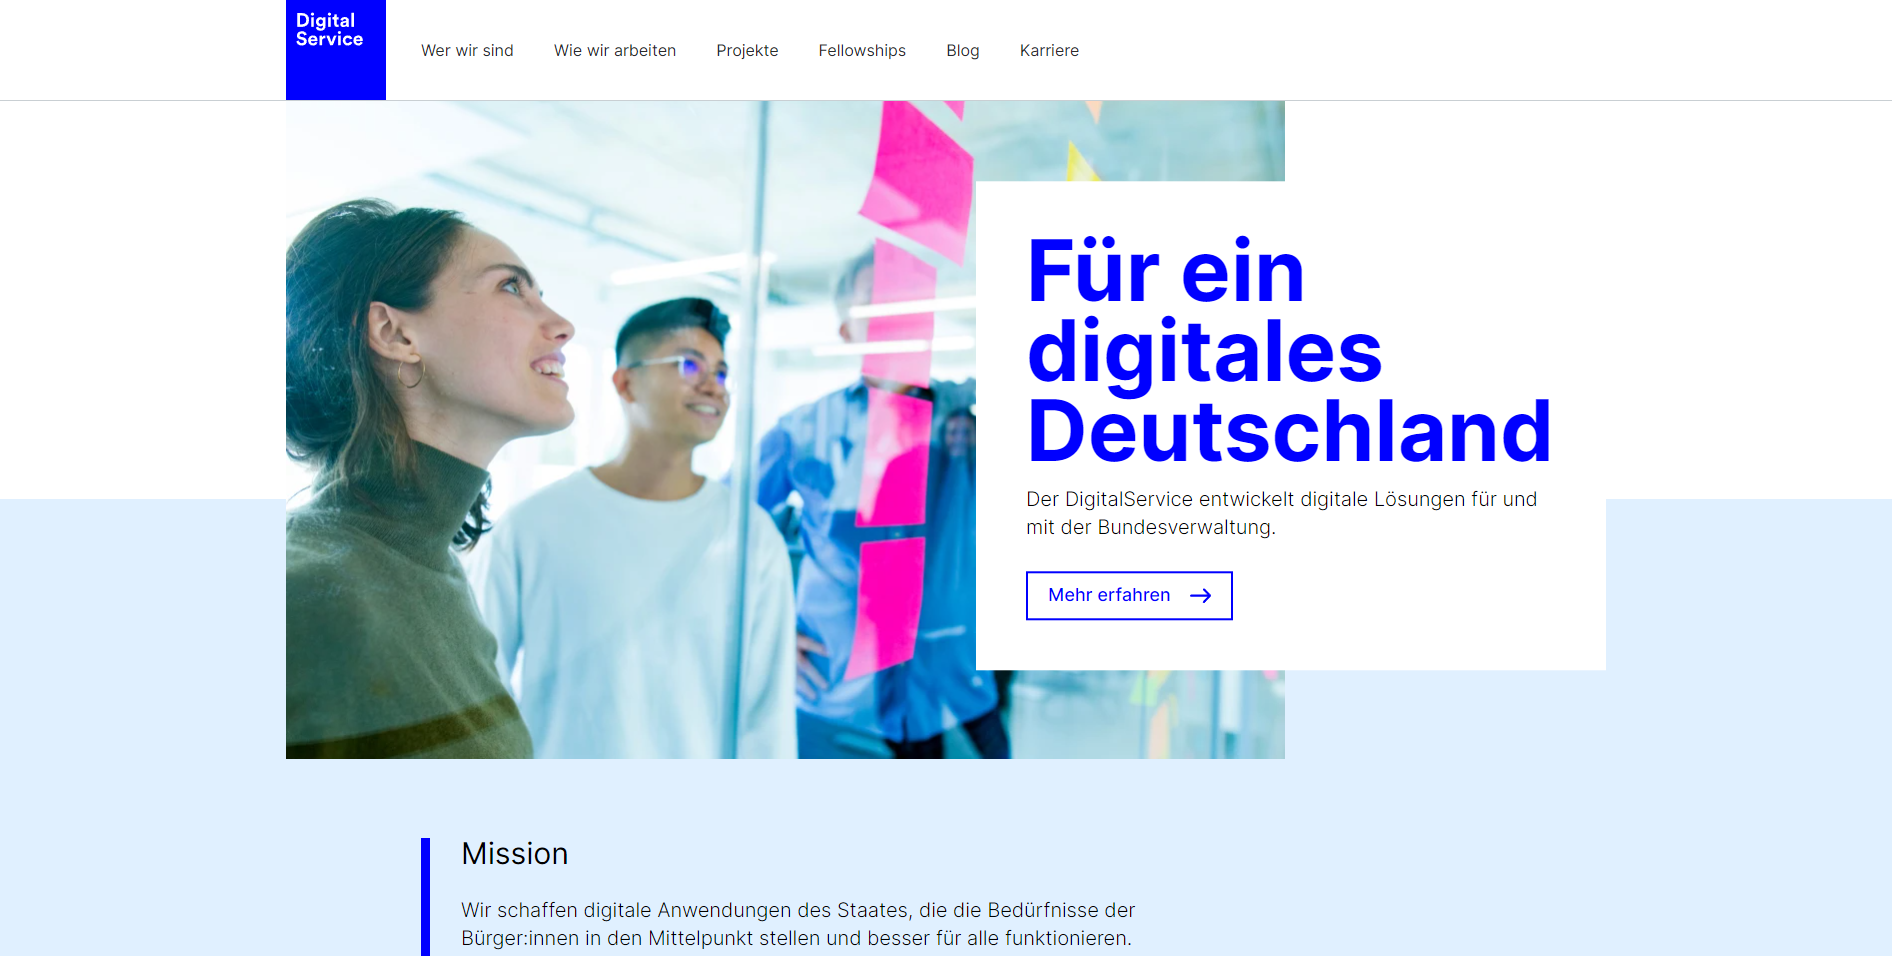 Digital
Service
Wer wir sind
Wie wir arbeiten
Projekte
Fellowships
Blog
Karriere
Für ein
digitales
Deutschland
Der DigitalService entwickelt digitale Lösungen für und
mit der Bundesverwaltung.
Mehr erfahren
Mission
Wir schaffen digitale Anwendungen des Staates, die die Bedürfnisse der
Bürger:innen in den Mittelpunkt stellen und besser für alle funktionieren.